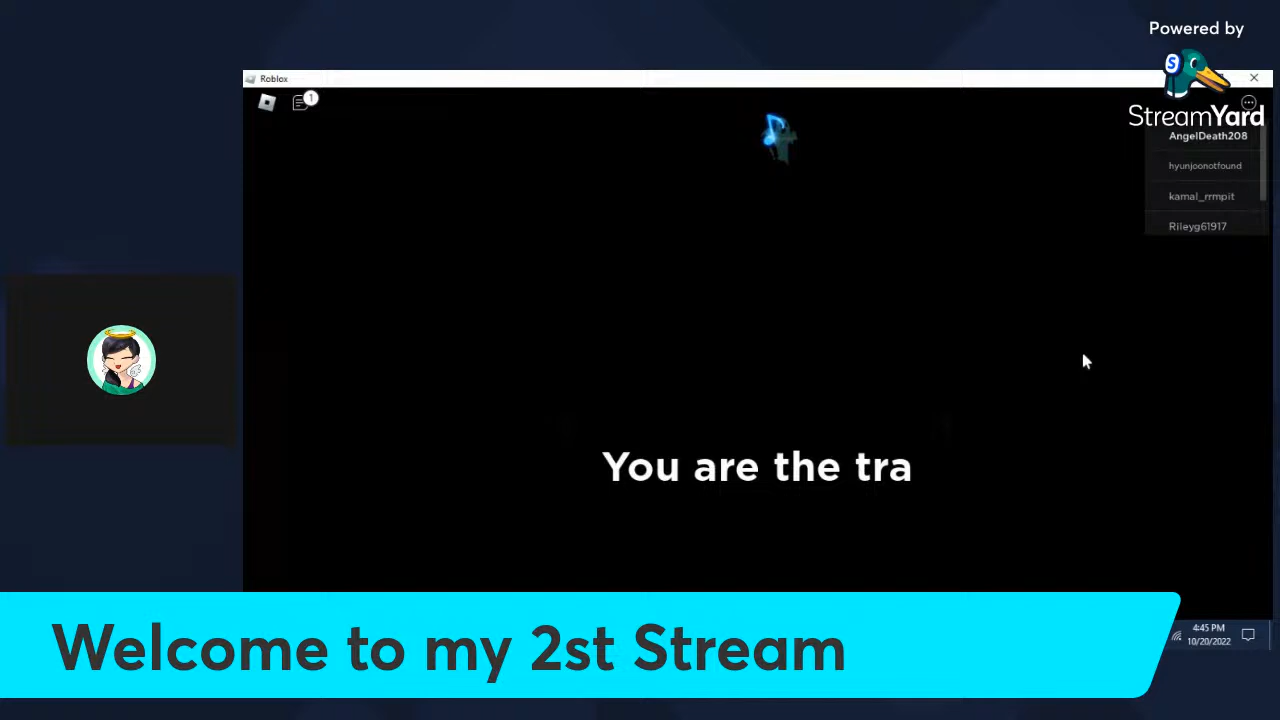 Powered by
StreamYard
Roblox
1
AngelDeath208
hyunjoonotfound
kamal_rrmpit
Rileyg61917
You are the tra
Welcome to my 2st Stream
4:45 PM
10/20/2022